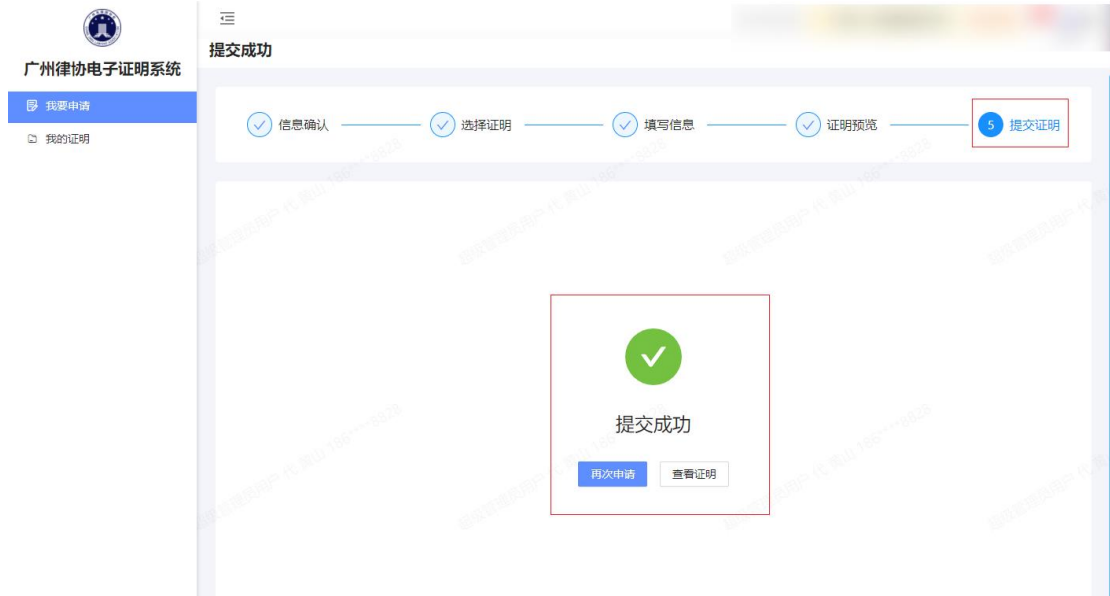 提交成功
广州律协电子证明系统
我要申请
我的证明
信息确认
选择证明
填写信息
证明预览
5 提交证明
提交成功
再次申请
查看证明